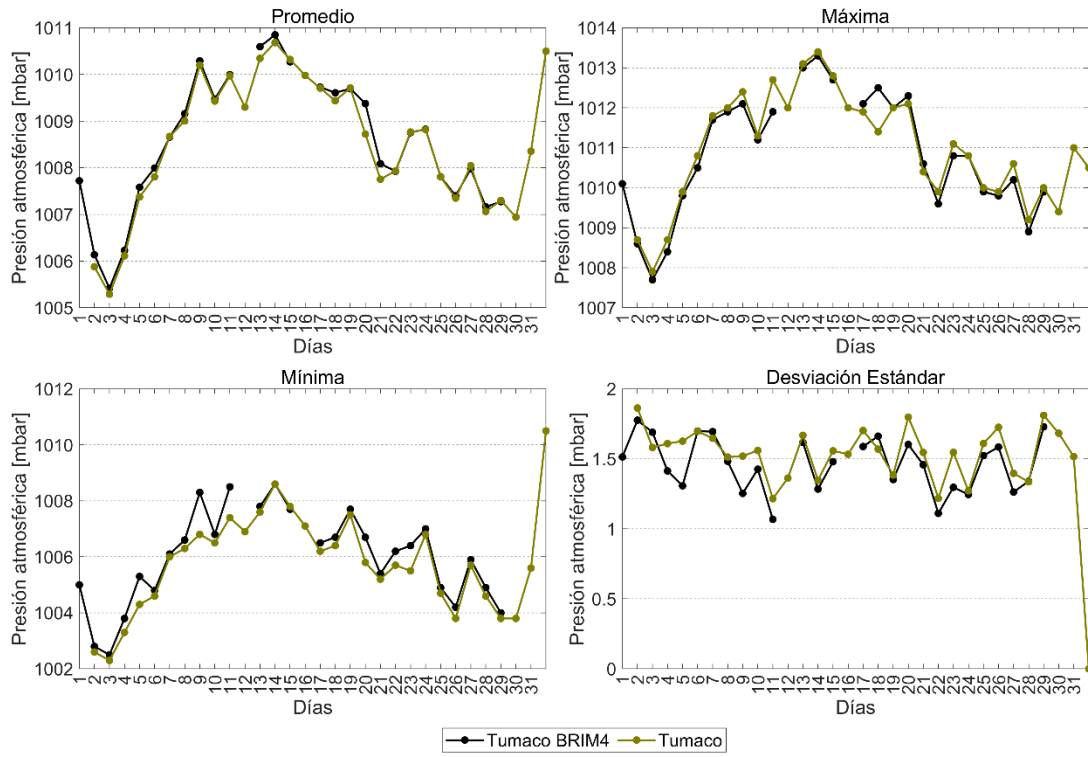 Promedio
Presión atmosférica [mbar]
1011
1010
1009
1008
1007
1006
1005
1 2 3 4 5 6 7 8 9 10 11 12 13 14 15 16 17 18 19 20 21 22 23 24 25 26 27 28 29 30 31
Días
Máxima
Presión atmosférica [mbar]
1014
1013
1012
1011
1010
1009
1008
1007
1 2 3 4 5 6 7 8 9 10 11 12 13 14 15 16 17 18 19 20 21 22 23 24 25 26 27 28 29 30 31
Días
Mínima
Presión atmosférica [mbar]
1012
1010
1008
1006
1004
1002
1 2 3 4 5 6 7 8 9 10 11 12 13 14 15 16 17 18 19 20 21 22 23 24 25 26 27 28 29 30 31
Días
Desviación Estándar
Presión atmosférica [mbar]
2
1.5
1
0.5
0
1 2 3 4 5 6 7 8 9 10 11 12 13 14 15 16 17 18 19 20 21 22 23 24 25 26 27 28 29 30 31
Días
Tumaco BRIM4 Tumaco